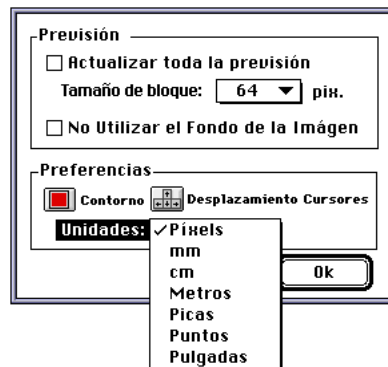 Previsión
Actualizar toda la previsión
Tamaño de bloque: 64 pix.
No Utilizar el Fondo de la Imágen
Preferencias
Contorno Desplazamiento Cursores
Unidades: Píxels
mm
cm
Metros
Ok
Picas
Puntos
Pulgadas